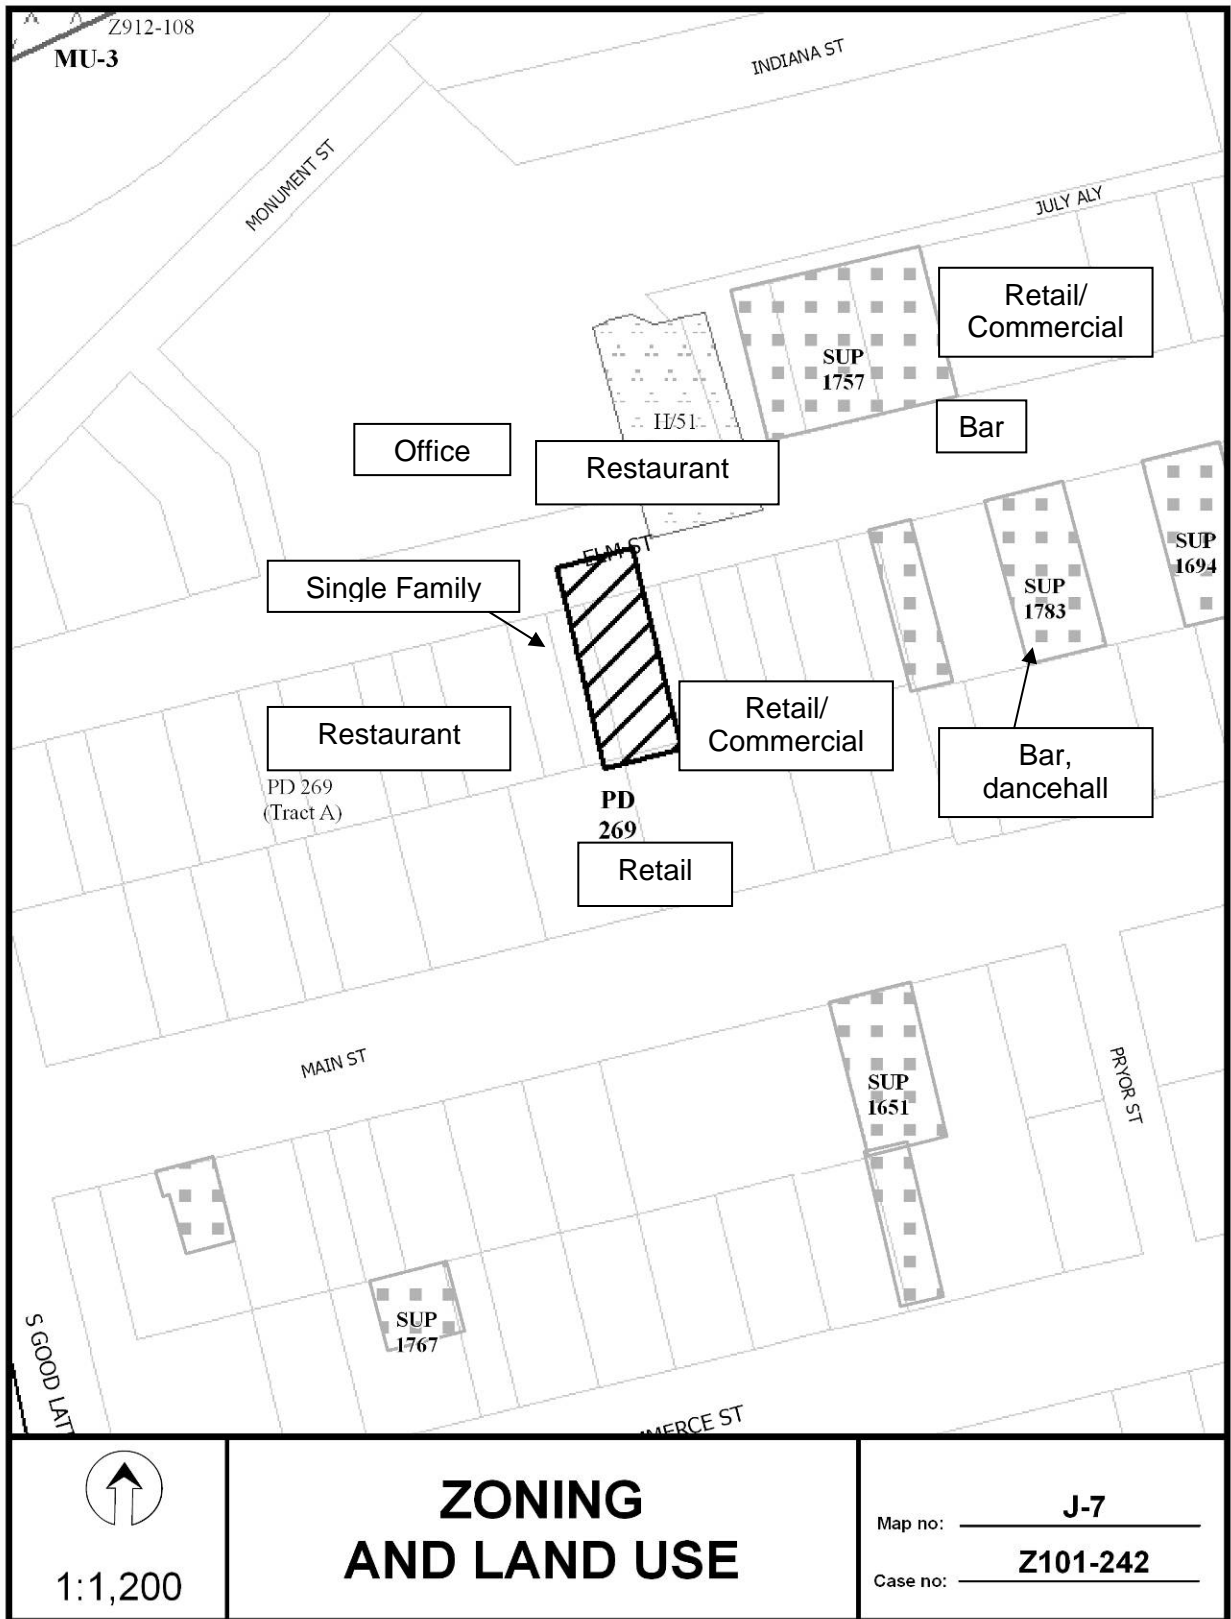 Z912-108
MU-3
INDIANA ST
MONUMENT ST
JULY ALY
Retail/
Commercial
SUP
1757
H/51
Bar
Office
Restaurant
ELM ST
SUP
1694
Single Family
SUP
1783
Restaurant
Retail/
Commercial
Bar,
dancehall
PD 269
(Tract A)
PD
269
Retail
MAIN ST
PRYOR ST
SUP
1651
SUP
1767
S GOOD LAT
MERCE ST
1:1,200
ZONING
AND LAND USE
Map no: J-7
Case no: Z101-242